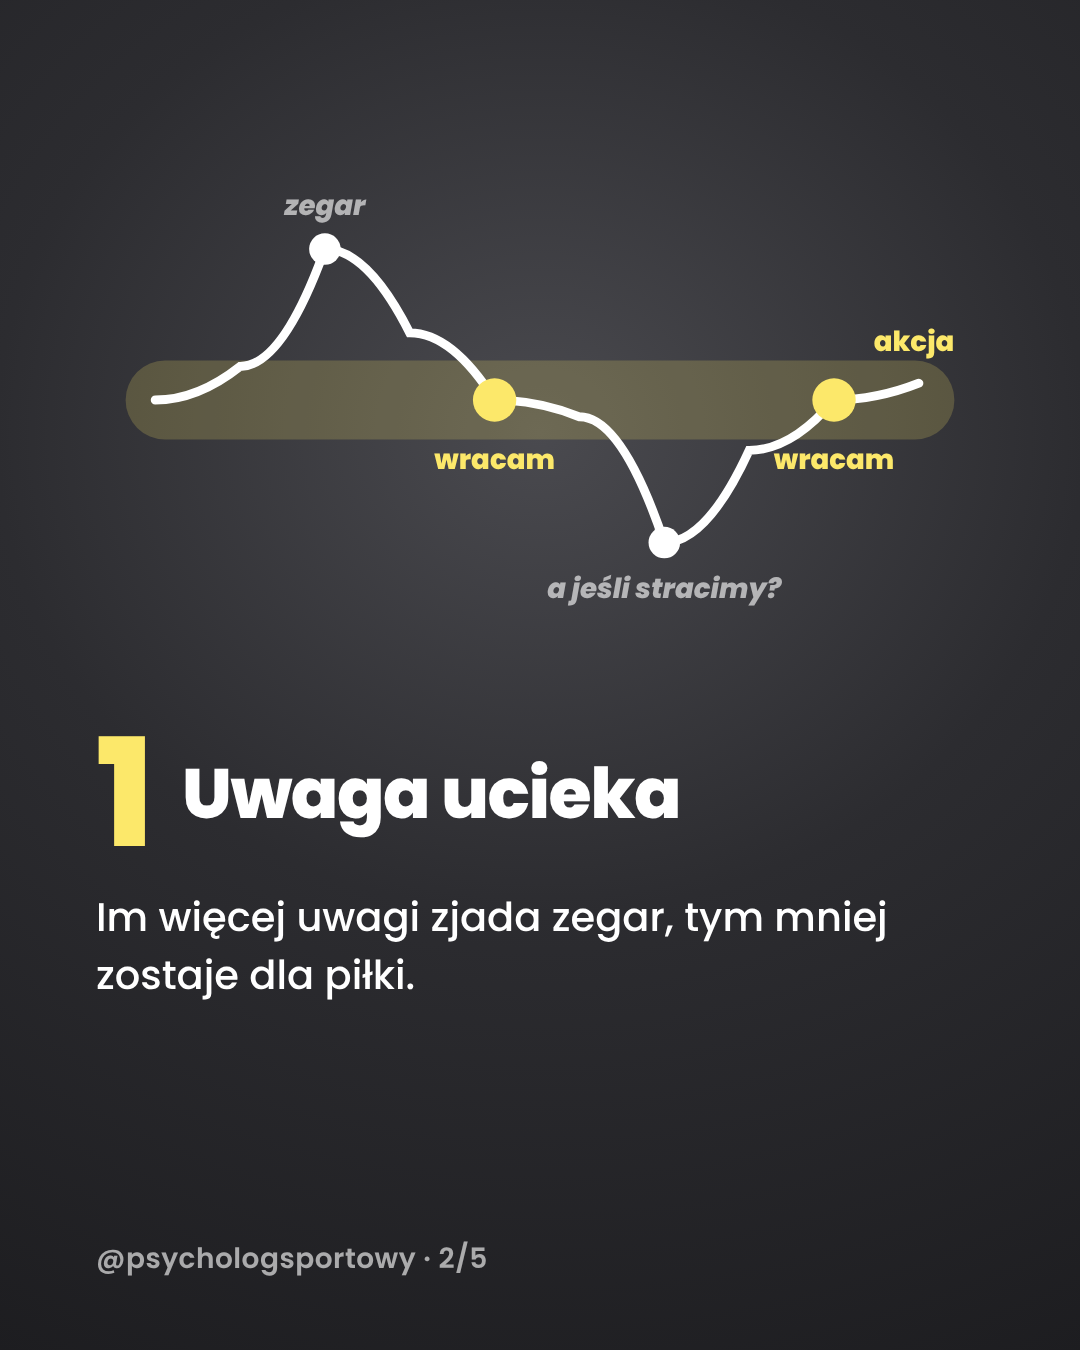 zegar
akcja
wracam
wracam
a jeśli stracimy?
1 Uwaga ucieka
Im więcej uwagi zjada zegar, tym mniej
zostaje dla piłki.
@psychologsportowy · 2/5